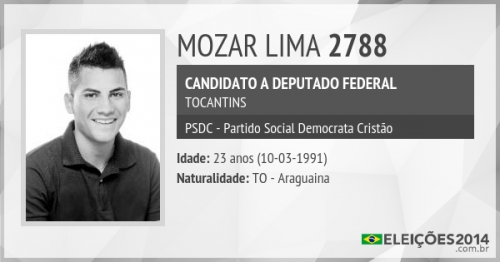 MOZAR LIMA 2788
CANDIDATO A DEPUTADO FEDERAL
TOCANTINS
PSDC - Partido Social Democrata Cristão
Idade: 23 anos (10-03-1991)
Naturalidade: TO - Araguaina
ELEIÇÕES2014
.com.br